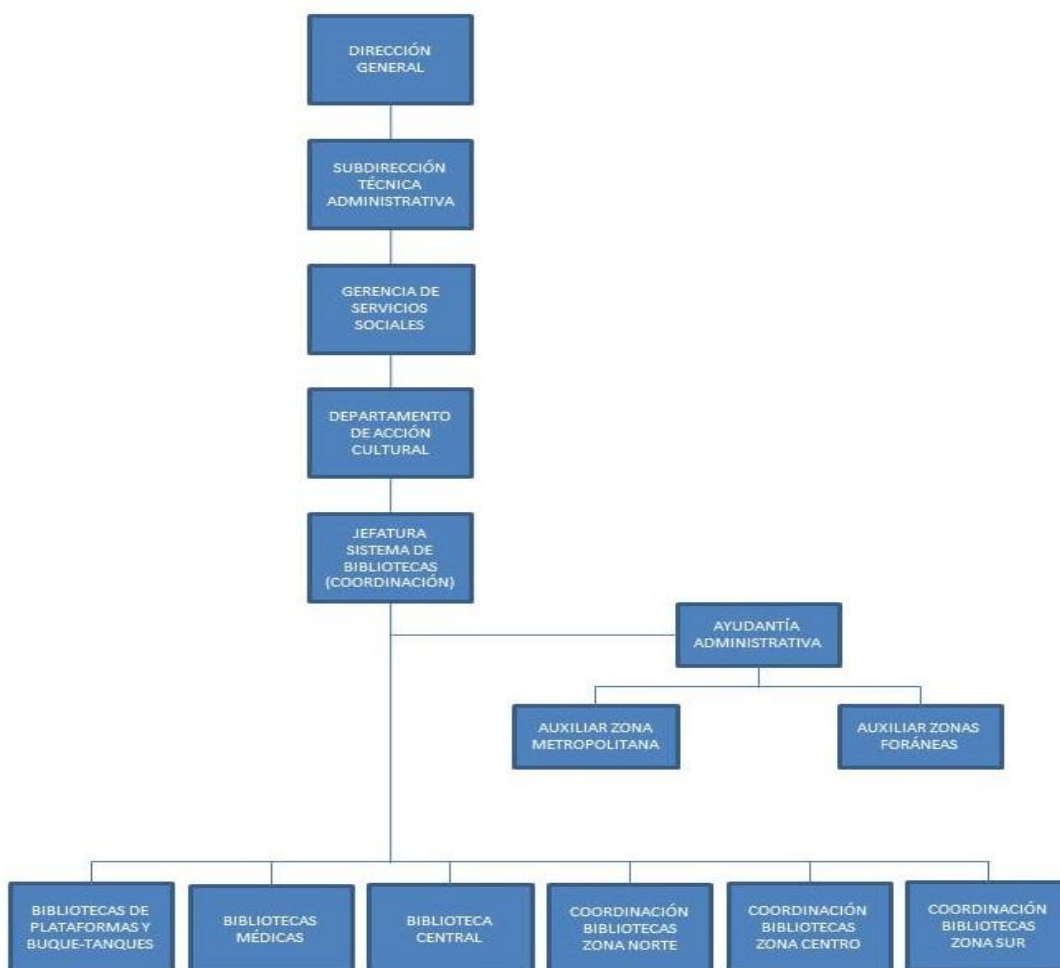 DIRECCIÓN
GENERAL
SUBDIRECCIÓN
TÉCNICA
ADMINISTRATIVA
GERENCIA DE
SERVICIOS
SOCIALES
DEPARTAMENTO
DE ACCIÓN
CULTURAL
JEFATURA
SISTEMA DE
BIBLIOTECAS
(COORDINACIÓN)
AYUDANTÍA
ADMINISTRATIVA
AUXILIAR ZONA
METROPOLITANA
AUXILIAR ZONAS
FORÁNEAS
BIBLIOTECAS DE
PLATAFORMAS Y
BUQUE-TANQUES
BIBLIOTECAS
MÉDICAS
BIBLIOTECA
CENTRAL
COORDINACIÓN
BIBLIOTECAS
ZONA NORTE
COORDINACIÓN
BIBLIOTECAS
ZONA CENTRO
COORDINACIÓN
BIBLIOTECAS
ZONA SUR